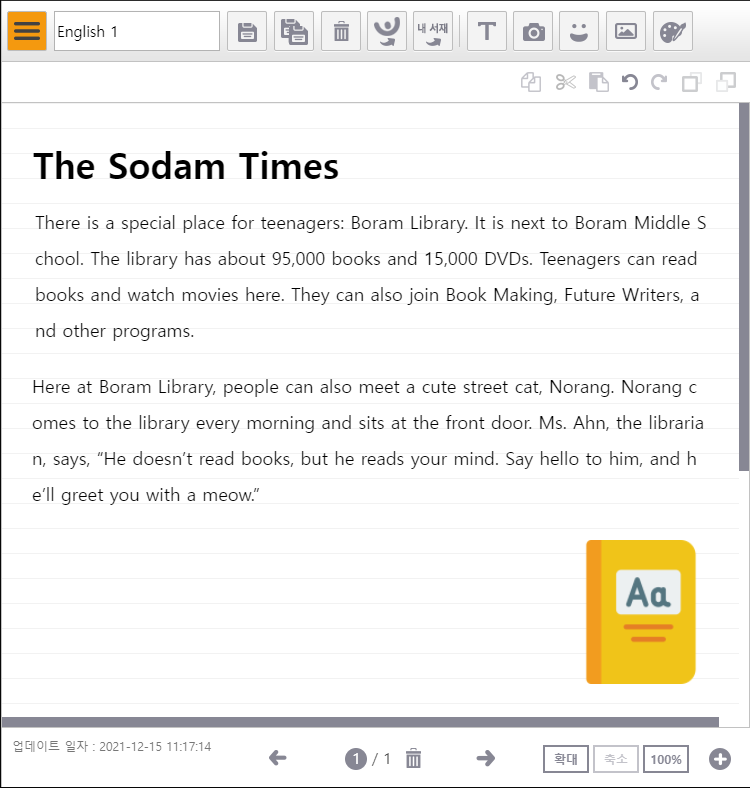 English 1
내 서재
T
The Sodam Times
There is a special place for teenagers: Boram Library. It is next to Boram Middle S
chool. The library has about 95,000 books and 15,000 DVDs. Teenagers can read
books and watch movies here. They can also join Book Making, Future Writers, a
nd other programs.
Here at Boram Library, people can also meet a cute street cat, Norang. Norang c
omes to the library every morning and sits at the front door. Ms. Ahn, the libraria
n, says, “He doesn’t read books, but he reads your mind. Say hello to him, and h
e’ll greet you with a meow.”
Aa
업데이트 일자 : 2021-12-15 11:17:14
1 / 1
확대 축소 100%